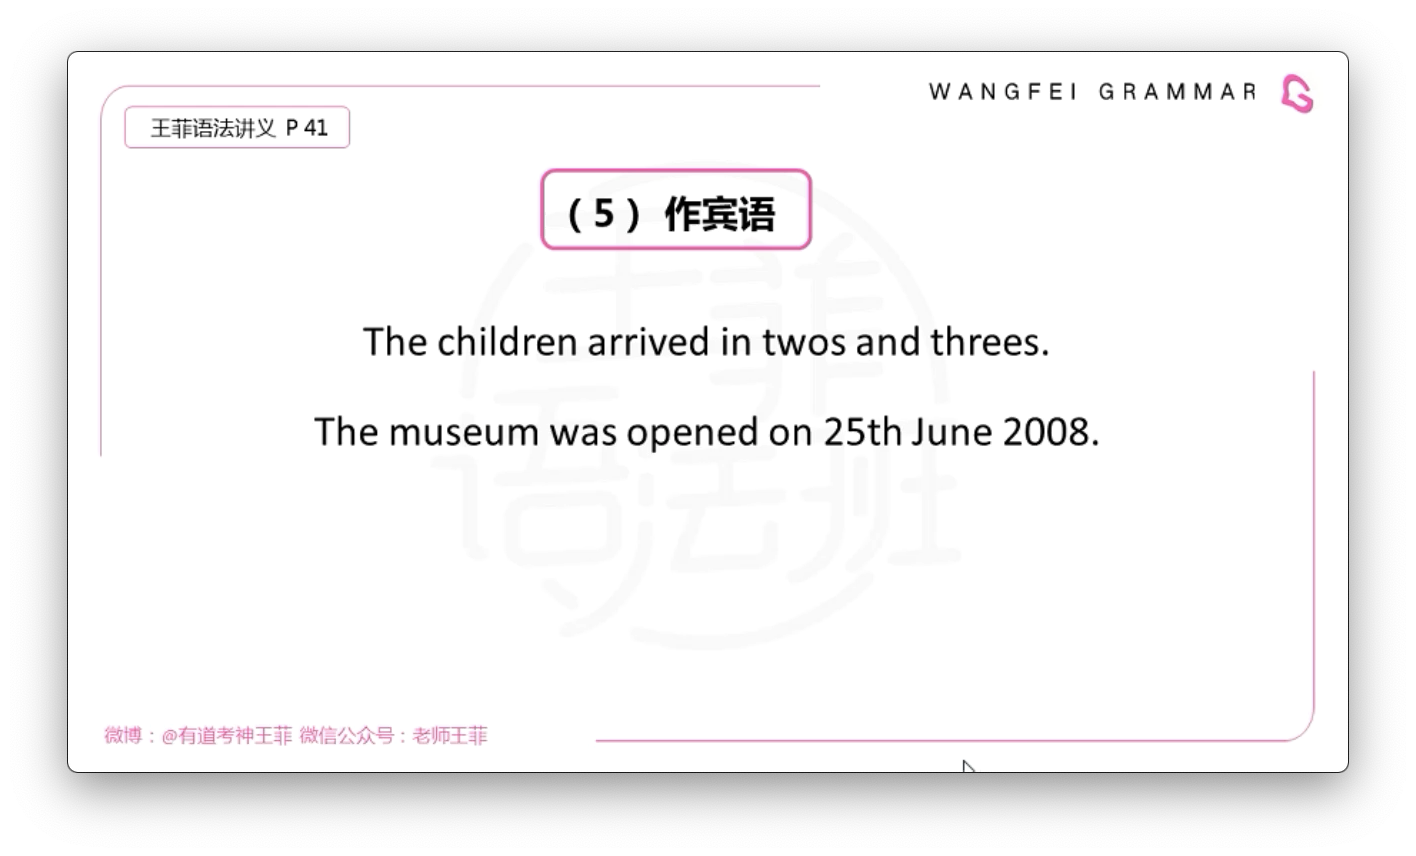 WANGFEI GRAMMAR
王菲语法讲义 P 41
（5） 作宾语
The children arrived in twos and threes.
The museum was opened on 25th June 2008.
王菲
语法班
微博：@有道考神王菲 微信公众号：老师王菲